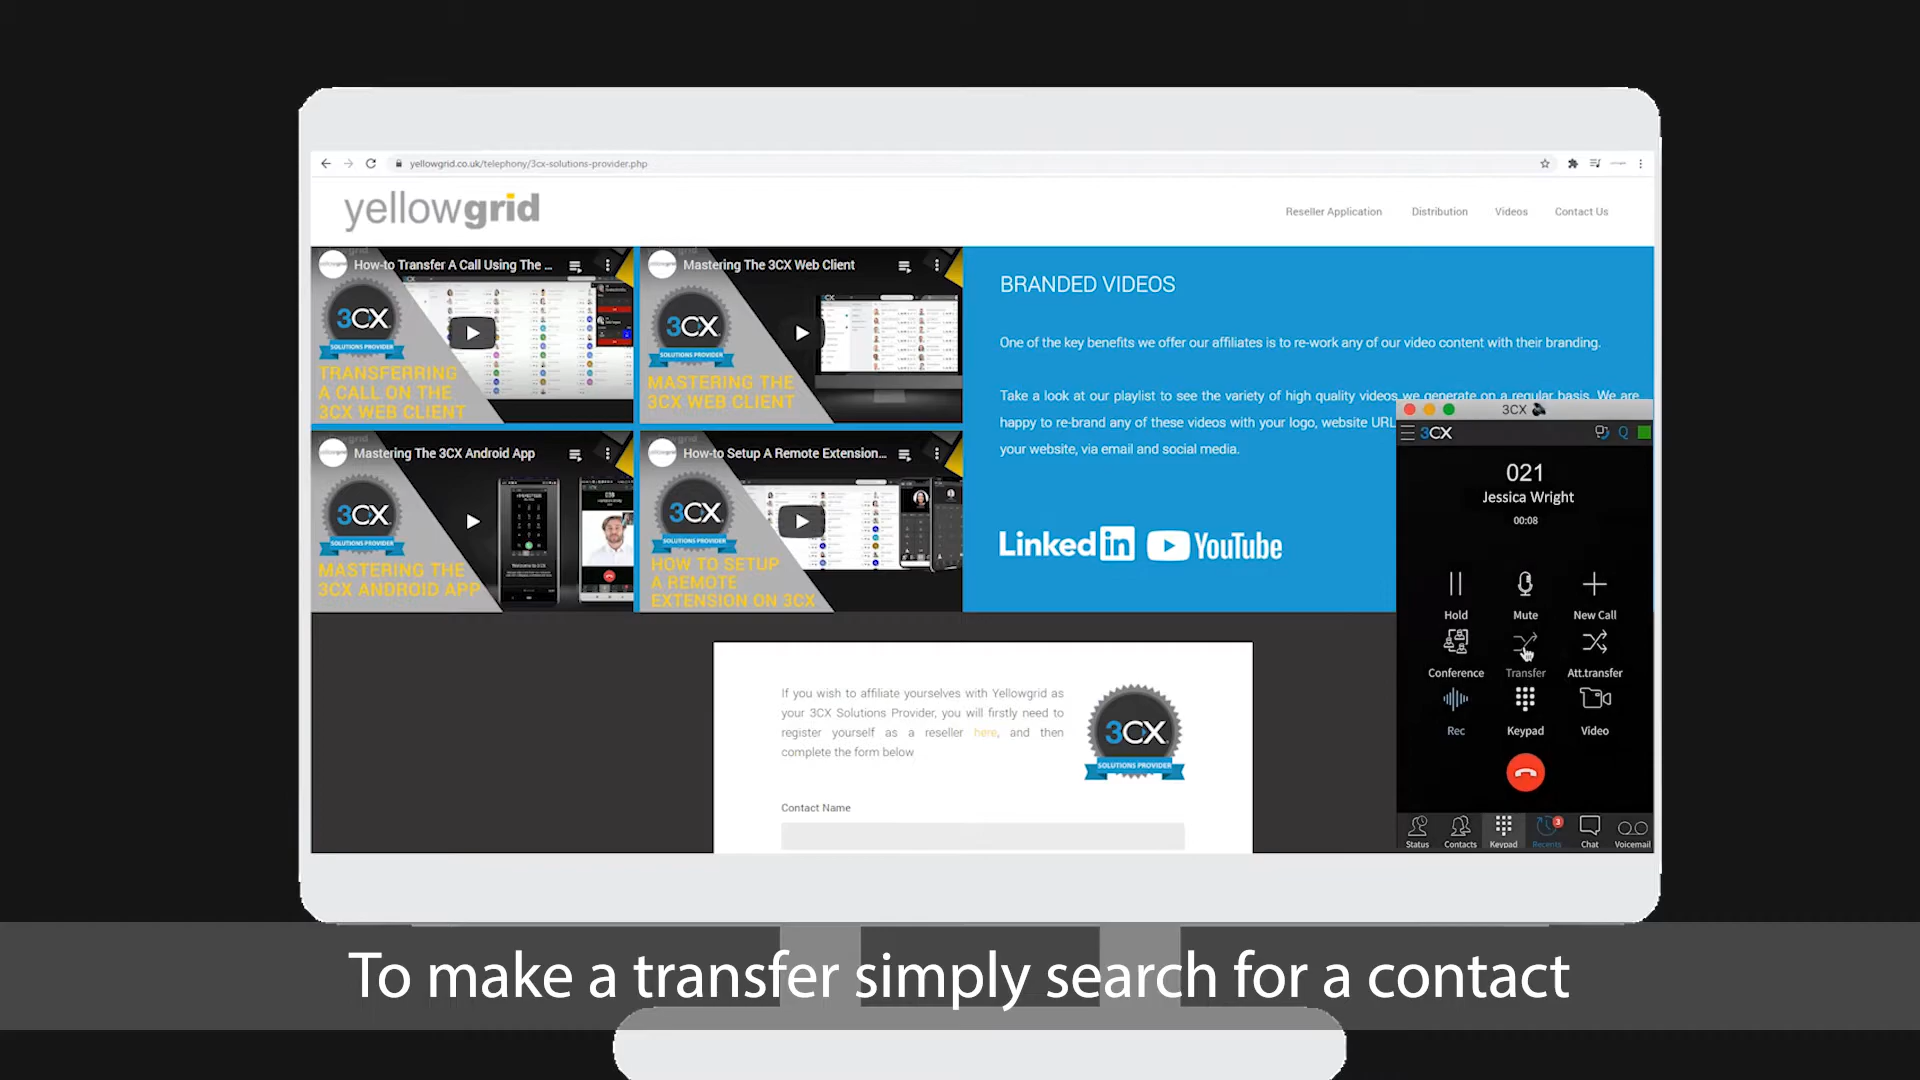 yellowgrid.co.uk/telephony/3cx-solutions-provider.php
yellowgrid
Reseller Application
Distribution
Videos
Contact Us
How-to Transfer A Call Using The ...
3CX
SOLUTIONS PROVIDER
TRANSFERRING
A CALL ON THE
3CX WEB CLIENT
Mastering The 3CX Web Client
3CX
SOLUTIONS PROVIDER
MASTERING THE
3CX WEB CLIENT
Mastering The 3CX Android App
3CX
SOLUTIONS PROVIDER
MASTERING THE
3CX ANDROID APP
How-to Setup A Remote Extension...
3CX
SOLUTIONS PROVIDER
HOW TO SETUP
A REMOTE
EXTENSION ON 3CX
BRANDED VIDEOS
One of the key benefits we offer our affiliates is to re-work any of our video content with their branding.
Take a look at our playlist to see the variety of high quality videos we generate on a regular basis. We are
happy to re-brand any of these videos with your logo, website URL
your website, via email and social media.
LinkedIn
YouTube
If you wish to affiliate yourselves with Yellowgrid as
your 3CX Solutions Provider, you will firstly need to
register yourself as a reseller here, and then
complete the form below
3CX
SOLUTIONS PROVIDER
Contact Name
3CX
3CX
021
Jessica Wright
00:08
Hold
Mute
New Call
Conference
Transfer
Att.transfer
Rec
Keypad
Video
3
Status
Contacts
Keypad
Recents
Chat
Voicemail
To make a transfer simply search for a contact